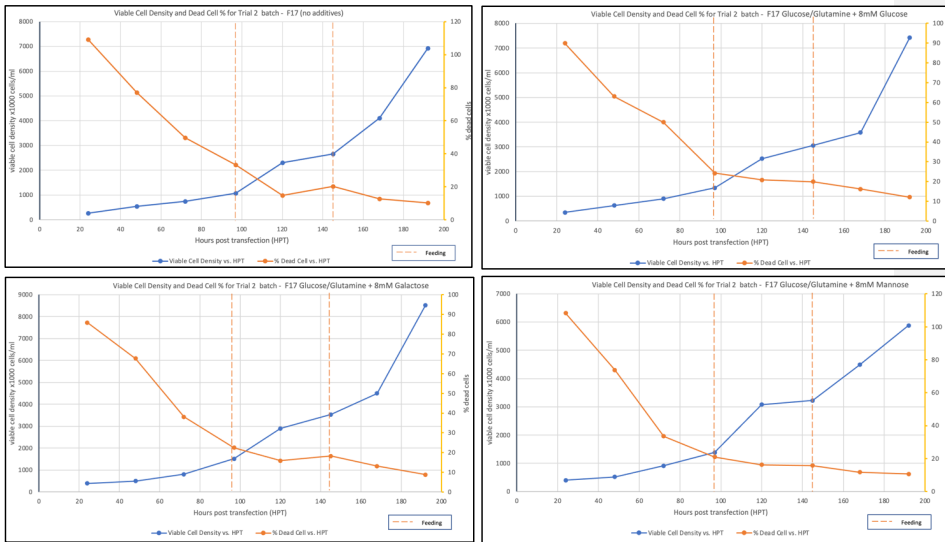 Viable Cell Density and Dead Cell % for Trial 2 batch - F17 (no additives)
8000
7000
6000
5000
4000
3000
2000
1000
0
viable cell density x1000 cells/ml
120
100
80
60
40
20
0
% dead cells
0 20 40 60 80 100 120 140 160 180 200
Hours post transfection (HPT)
Viable Cell Density vs. HPT % Dead Cell vs. HPT
Feeding
Viable Cell Density and Dead Cell % for Trial 2 batch - F17 Glucose/Glutamine + 8mM Glucose
8000
7000
6000
5000
4000
3000
2000
1000
0
viable cell density x1000 cells/ml
100
90
80
70
60
50
40
30
20
10
0
0 20 40 60 80 100 120 140 160 180 200
Hours post transfection (HPT)
Viable Cell Density vs. HPT % Dead Cell vs. HPT
Feeding
Viable Cell Density and Dead Cell % for Trial 2 batch - F17 Glucose/Glutamine + 8mM Galactose
9000
8000
7000
6000
5000
4000
3000
2000
1000
0
viable cell density x1000 cells/ml
100
90
80
70
60
50
40
30
20
10
0
% dead cells
0 20 40 60 80 100 120 140 160 180 200
Hours post transfection (HPT)
Viable Cell Density vs. HPT % Dead Cell vs. HPT
Feeding
Viable Cell Density and Dead Cell % for Trial 2 batch - F17 Glucose/Glutamine + 8mM Mannose
7000
6000
5000
4000
3000
2000
1000
0
viable cell density x1000 cells/ml
120
100
80
60
40
20
0
0 20 40 60 80 100 120 140 160 180 200
Hours post transfection (HPT)
Viable Cell Density vs. HPT % Dead Cell vs. HPT
Feeding